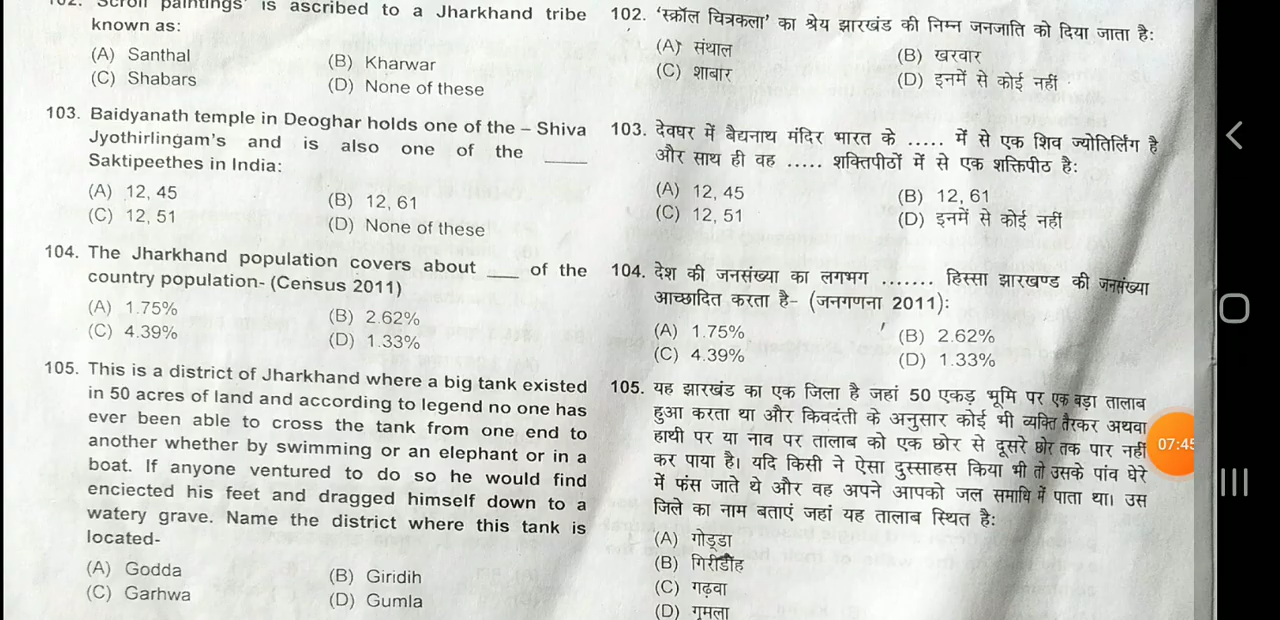 102. 'Scroll paintings' is ascribed to a Jharkhand tribe
known as:
(A) Santhal
(B) Kharwar
(C) Shabars
(D) None of these
103. Baidyanath temple in Deoghar holds one of the – Shiva
Jyothirlingam's and is also one of the ____
Saktipeethes in India:
(A) 12, 45
(B) 12, 61
(C) 12, 51
(D) None of these
104. The Jharkhand population covers about ___ of the
country population- (Census 2011)
(A) 1.75%
(B) 2.62%
(C) 4.39%
(D) 1.33%
105. This is a district of Jharkhand where a big tank existed
in 50 acres of land and according to legend no one has
ever been able to cross the tank from one end to
another whether by swimming or an elephant or in a
boat. If anyone ventured to do so he would find
enciected his feet and dragged himself down to a
watery grave. Name the district where this tank is
located-
(A) Godda
(B) Giridih
(C) Garhwa
(D) Gumla
102. 'स्क्रॉल चित्रकला' का श्रेय झारखंड की निम्न जनजाति को दिया जाता है:
(A) संथाल
(B) खरवार
(C) शाबार
(D) इनमें से कोई नहीं
103. देवघर में बैद्यनाथ मंदिर भारत के ..... में से एक शिव ज्योतिर्लिंग है
और साथ ही वह ..... शक्तिपीठों में से एक शक्तिपीठ है:
(A) 12, 45
(B) 12, 61
(C) 12, 51
(D) इनमें से कोई नहीं
104. देश की जनसंख्या का लगभग ....... हिस्सा झारखण्ड की जनसंख्या
आच्छादित करता है- (जनगणना 2011):
(A) 1.75%
(B) 2.62%
(C) 4.39%
(D) 1.33%
105. यह झारखंड का एक जिला है जहां 50 एकड़ भूमि पर एक बड़ा तालाब
हुआ करता था और किवदंती के अनुसार कोई भी व्यक्ति तैरकर अथवा
हाथी पर या नाव पर तालाब को एक छोर से दूसरे छोर तक पार नहीं
कर पाया है। यदि किसी ने ऐसा दुस्साहस किया भी तो उसके पांव घेरे
में फंस जाते थे और वह अपने आपको जल समाधि में पाता था। उस
जिले का नाम बताएं जहां यह तालाब स्थित है:
(A) गोड्डा
(B) गिरीडीह
(C) गढ़वा
(D) गुमला
07:45